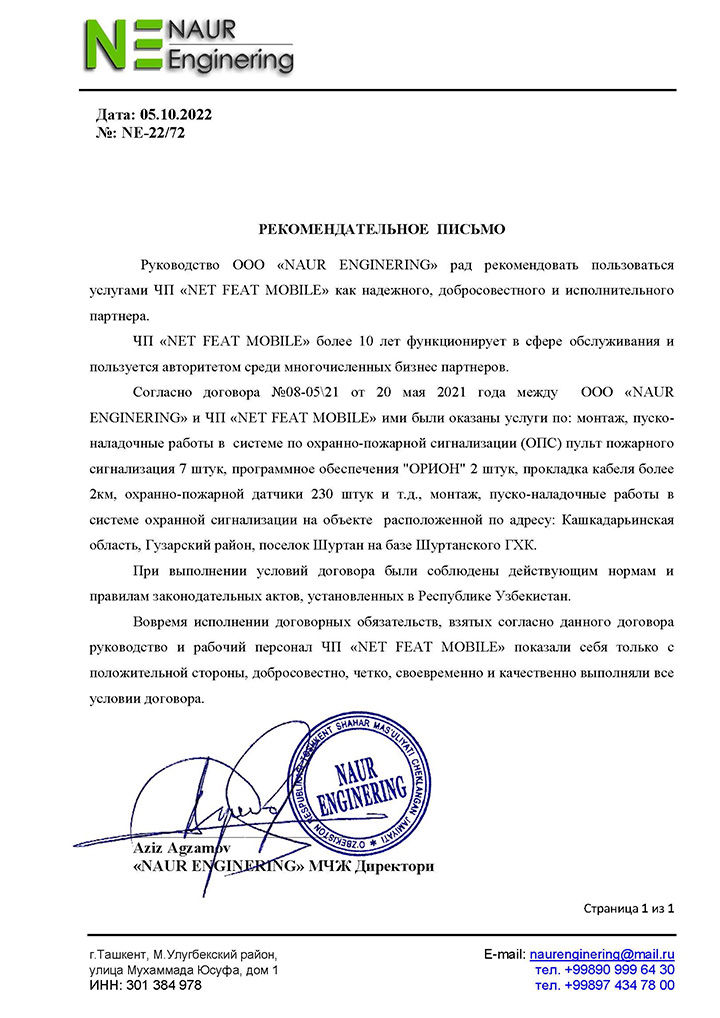 NE NAUR
Enginering
Дата: 05.10.2022
№: NE-22/72
РЕКОМЕНДАТЕЛЬНОЕ ПИСЬМО
Руководство ООО «NAUR ENGINERING» рад рекомендовать пользоваться
услугами ЧП «NET FEAT MOBILE» как надежного, добросовестного и исполнительного
партнера.
ЧП «NET FEAT MOBILE» более 10 лет функционирует в сфере обслуживания и
пользуется авторитетом среди многочисленных бизнес партнеров.
Согласно договора №08-05\21 от 20 мая 2021 года между ООО «NAUR
ENGINERING» и ЧП «NET FEAT MOBILE» ими были оказаны услуги по: монтаж, пуско-
наладочные работы в системе по охранно-пожарной сигнализации (ОПС) пульт пожарного
сигнализация 7 штук, программное обеспечения "ОРИОН" 2 штук, прокладка кабеля более
2км, охранно-пожарной датчики 230 штук и т.д., монтаж, пуско-наладочные работы в
системе охранной сигнализации на объекте расположенной по адресу: Кашкадарьинская
область, Гузарский район, поселок Шуртан на базе Шуртанского ГХК.
При выполнении условий договора были соблюдены действующим нормам и
правилам законодательных актов, установленных в Республике Узбекистан.
Вовремя исполнении договорных обязательств, взятых согласно данного договора
руководство и рабочий персонал ЧП «NET FEAT MOBILE» показали себя только с
положительной стороны, добросовестно, четко, своевременно и качественно выполняли все
условии договора.
O'ZBEKISTON RESPUBLIKASI TOSHKENT SHAHAR MAS'ULIYATI CHEKLANGAN JAMIYATI
NAUR
ENGINERING
Aziz Agzamov
«NAUR ENGINERING» МЧЖ Директори
Страница 1 из 1
г.Ташкент, М.Улугбекский район,
улица Мухаммада Юсуфа, дом 1
ИНН: 301 384 978
E-mail: naurenginering@mail.ru
тел. +99890 999 64 30
тел. +99897 434 78 00